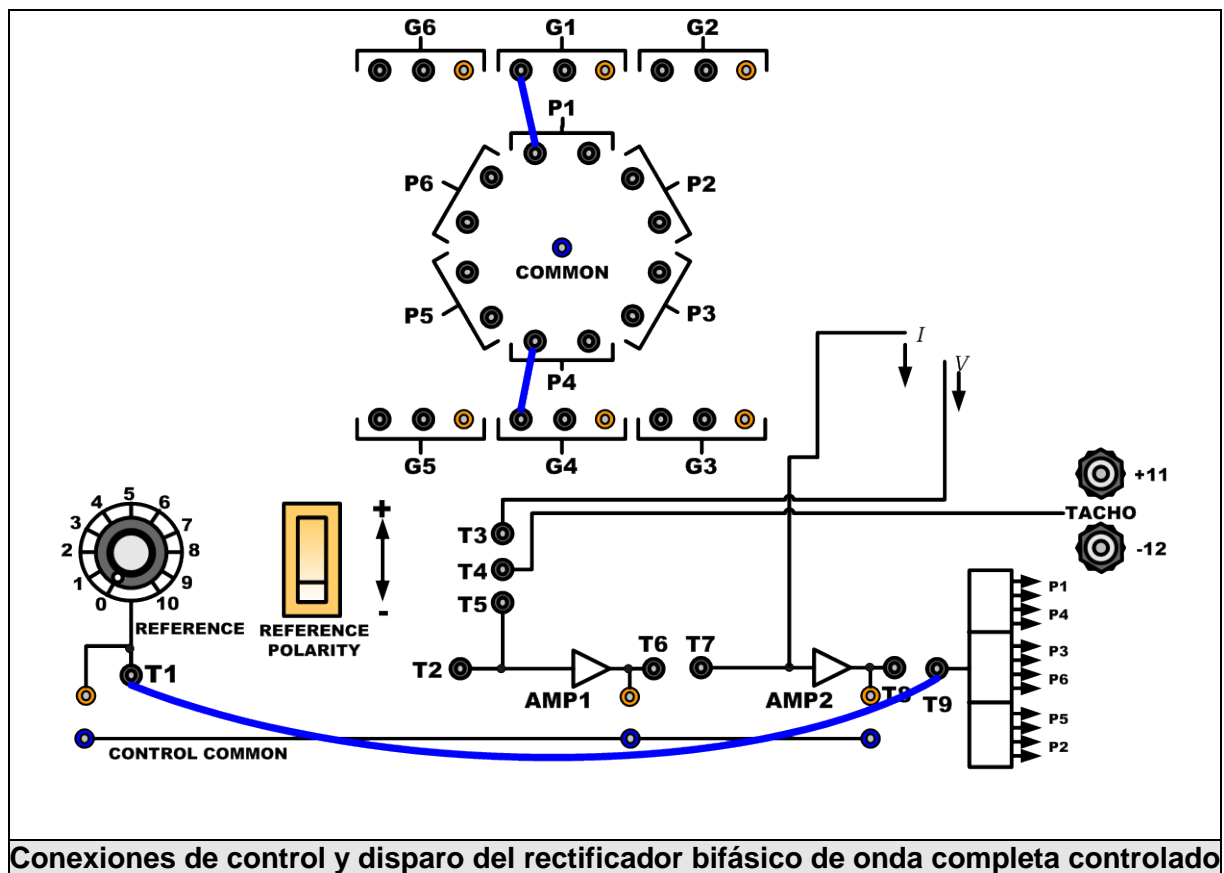 G6 G1 G2
P1
P6 P2
COMMON
P5 P3
P4
G5 G4 G3
I
V
+11
TACHO
-12
0 1 2 3 4 5 6 7 8 9 10
REFERENCE
+
-
REFERENCE
POLARITY
T3
T4
T5
T1
T2
T6
T7
AMP1
AMP2
T8
T9
P1
P4
P3
P6
P5
P2
CONTROL COMMON
Conexiones de control y disparo del rectificador bifásico de onda completa controlado